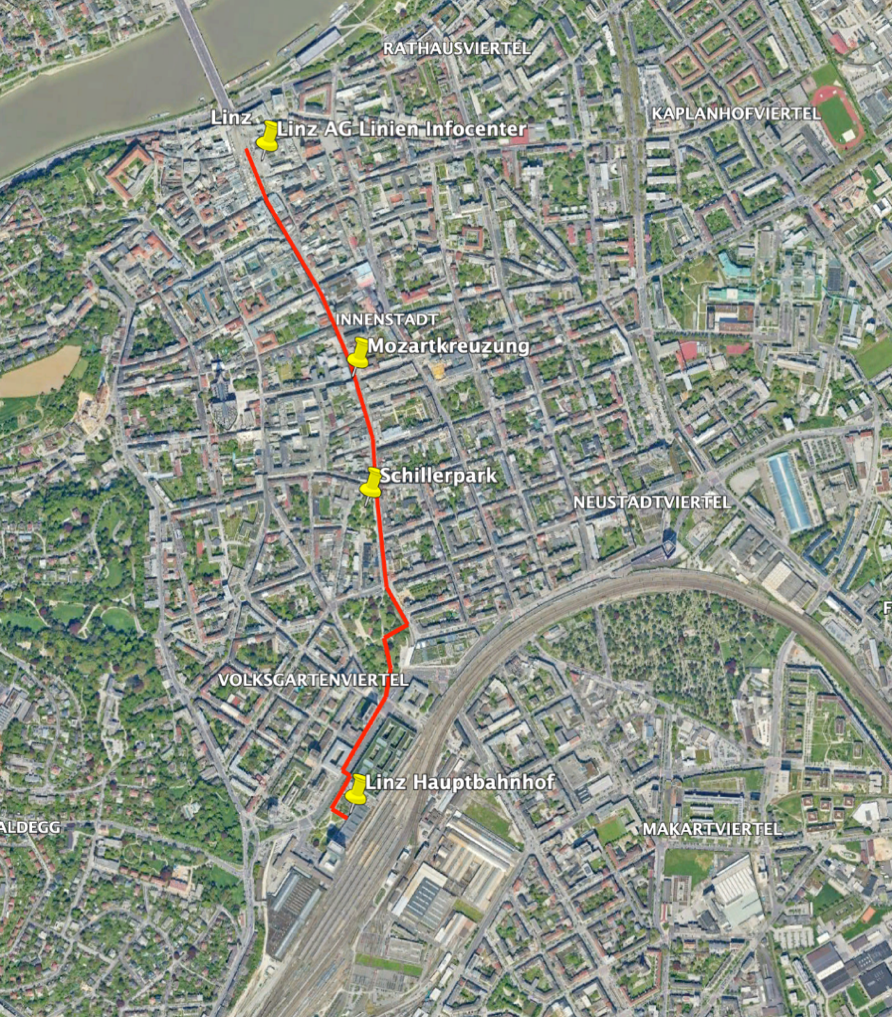 RATHAUSVIERTEL
KAPLANHOFVIERTEL
Linz
Linz AG Linien Infocenter
INNENSTADT
Mozartkreuzung
Schillerpark
NEUSTADTVIERTEL
F
VOLKSGARTENVIERTEL
Linz Hauptbahnhof
ALDEGG
MAKARTVIERTEL